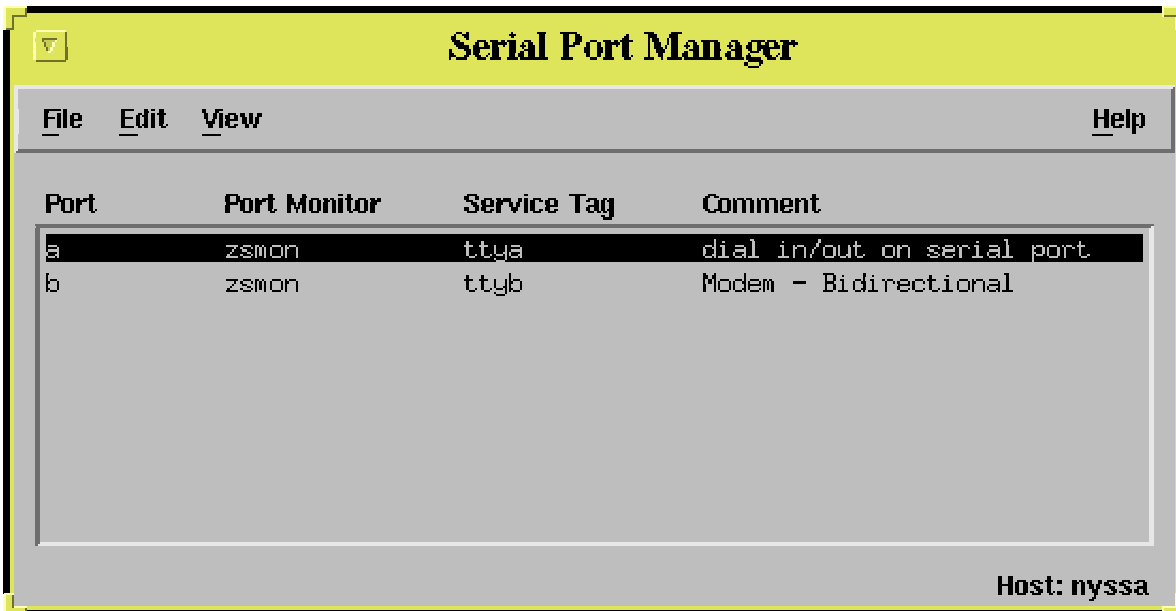 Serial Port Manager
File Edit View Help
Port Port Monitor Service Tag Comment
a zsmon ttya dial in/out on serial port
b zsmon ttyb Modem - Bidirectional
Host: nyssa